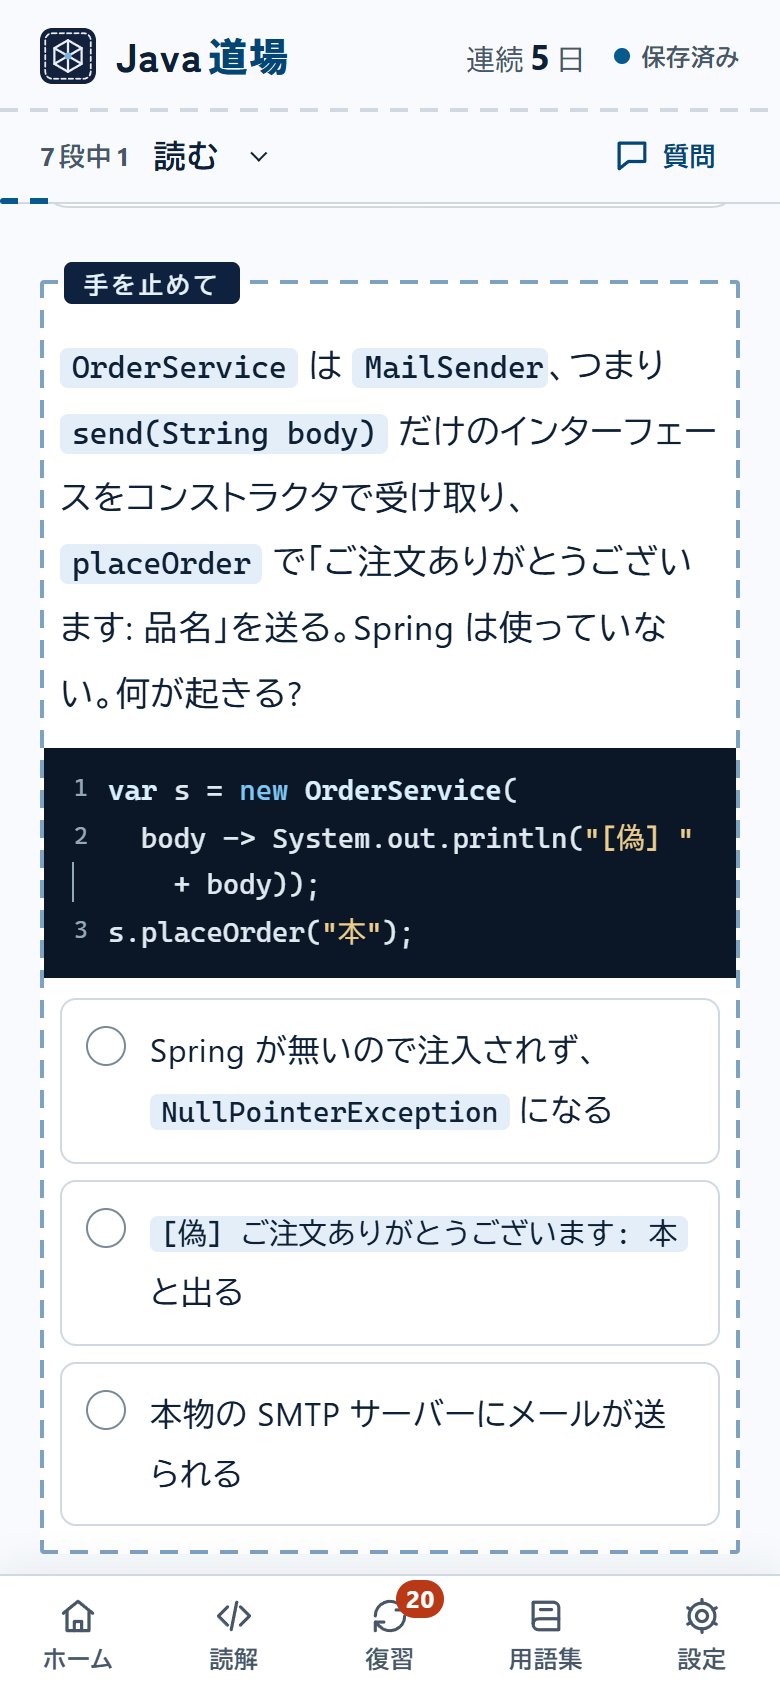 Java 道場
連続 5 日
保存済み
7 段中 1 読む
質問
手を止めて
OrderService は MailSender、つまり
send(String body) だけのインターフェー
スをコンストラクタで受け取り、
placeOrder で「ご注文ありがとうござい
ます: 品名」を送る。Spring は使っていな
い。何が起きる?
1 var s = new OrderService(
2 body -> System.out.println("[偽] "
+ body));
3 s.placeOrder("本");
Spring が無いので注入されず、
NullPointerException になる
[偽] ご注文ありがとうございます: 本
と出る
本物の SMTP サーバーにメールが送
られる
20
ホーム
読解
復習
用語集
設定